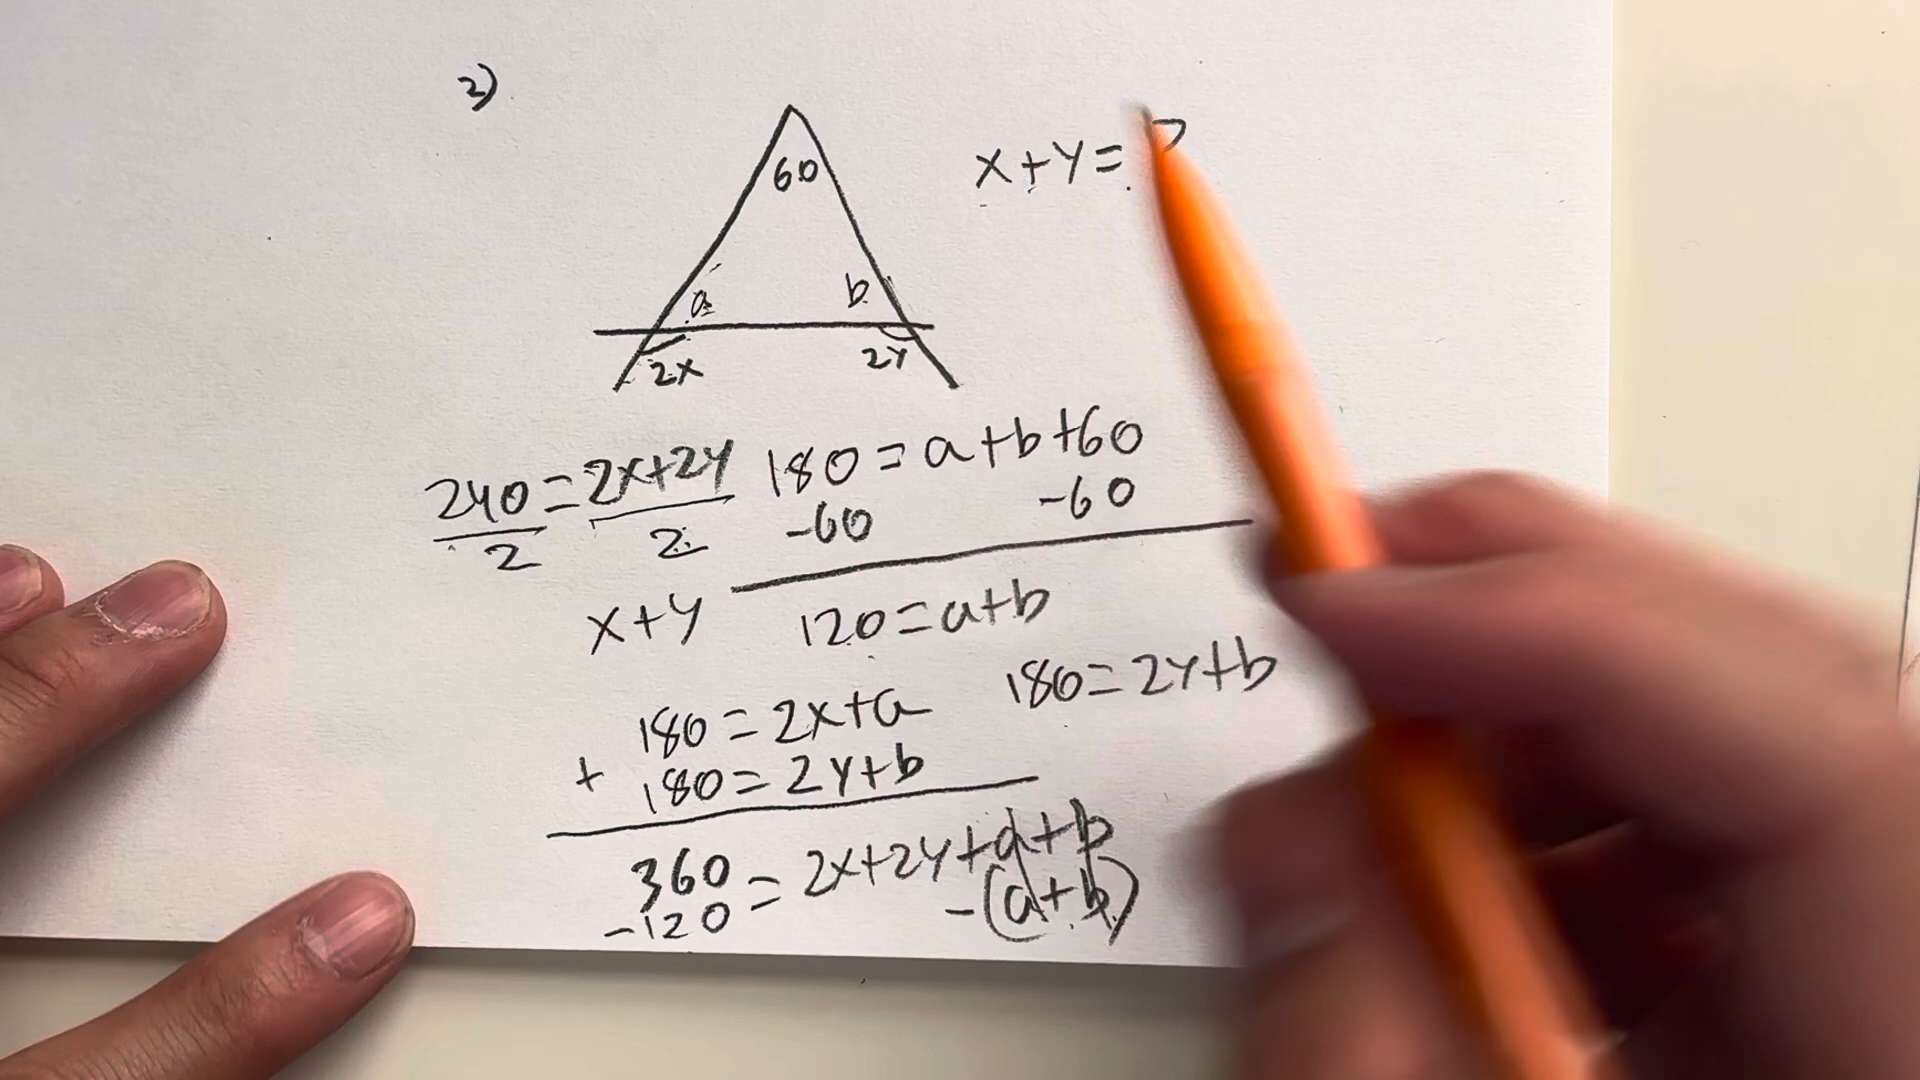 2)
60
x+y=?
a
b
2x
2y
240=2x+2y
2 2
x+y
180=a+b+60
-60 -60
120=a+b
180=2x+a
180=2y+b
+ 180=2y+b
360=2x+2y+a+b
-120 -(a+b)